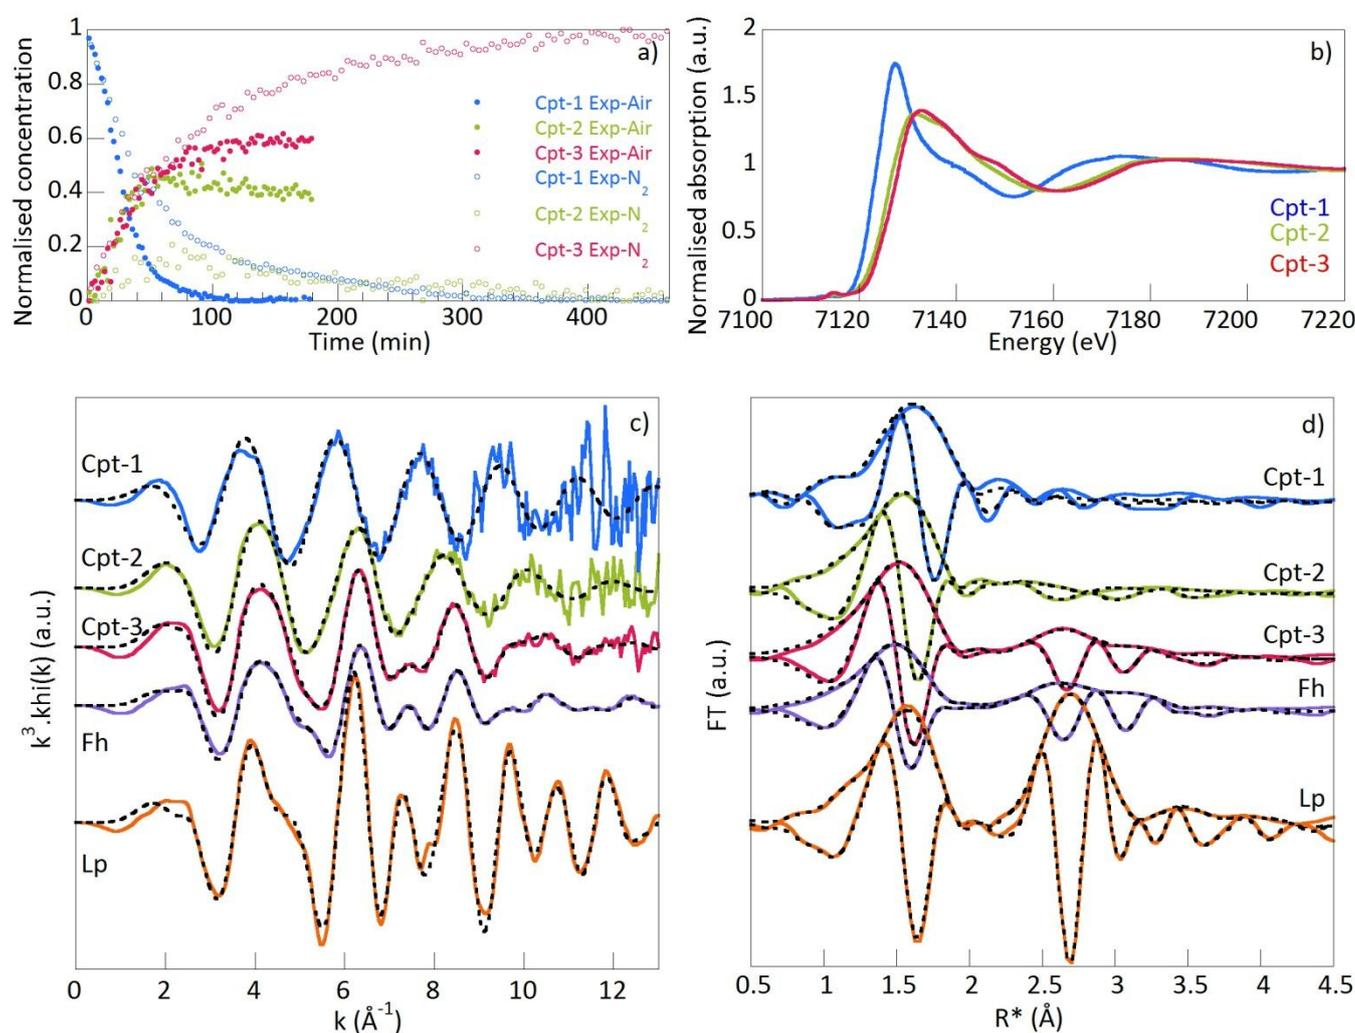 a)
Normalised concentration
1
0.8
0.6
0.4
0.2
0
0 100 200 300 400
Time (min)
Cpt-1 Exp-Air
Cpt-2 Exp-Air
Cpt-3 Exp-Air
Cpt-1 Exp-N2
Cpt-2 Exp-N2
Cpt-3 Exp-N2
b)
Normalised absorption (a.u.)
2
1.5
1
0.5
0
7100 7120 7140 7160 7180 7200 7220
Energy (eV)
Cpt-1
Cpt-2
Cpt-3
c)
k3.khi(k) (a.u.)
Cpt-1
Cpt-2
Cpt-3
Fh
Lp
0 2 4 6 8 10 12
k (Å-1)
d)
FT (a.u.)
Cpt-1
Cpt-2
Cpt-3
Fh
Lp
0.5 1 1.5 2 2.5 3 3.5 4 4.5
R* (Å)